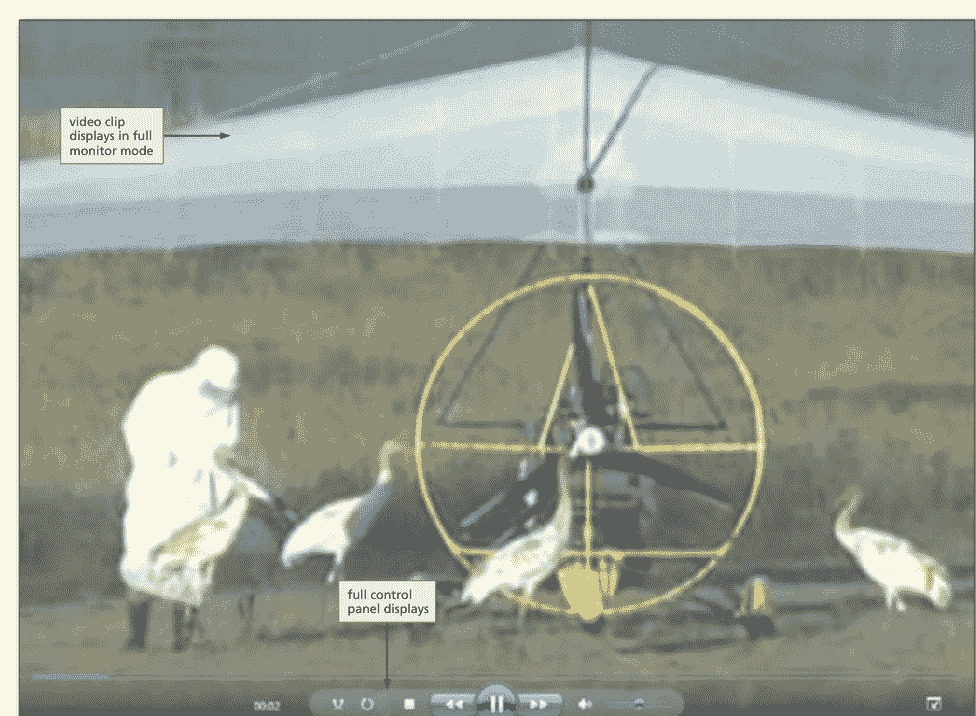 video clip
displays in full
monitor mode
full control
panel displays
00:02